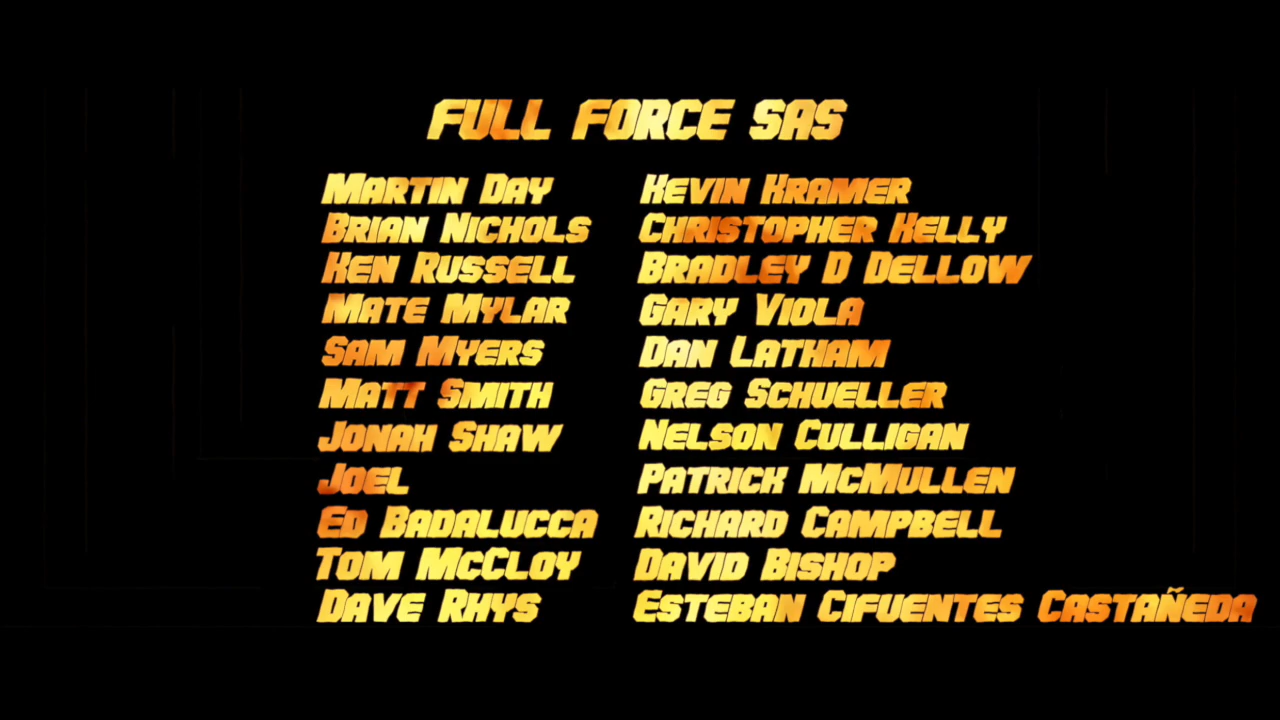 FULL FORCE SAS
MARTIN DAY
BRIAN NICHOLS
KEN RUSSELL
MATE MYLAR
SAM MYERS
MATT SMITH
JONAH SHAW
JOEL
ED BADALUCCA
TOM MCCLOY
DAVE RHYS
KEVIN KRAMER
CHRISTOPHER KELLY
BRADLEY D DELLOW
GARY VIOLA
DAN LATHAM
GREG SCHUELLER
NELSON CULLIGAN
PATRICK MCMULLEN
RICHARD CAMPBELL
DAVID BISHOP
ESTEBAN CIFUENTES CASTAÑEDA